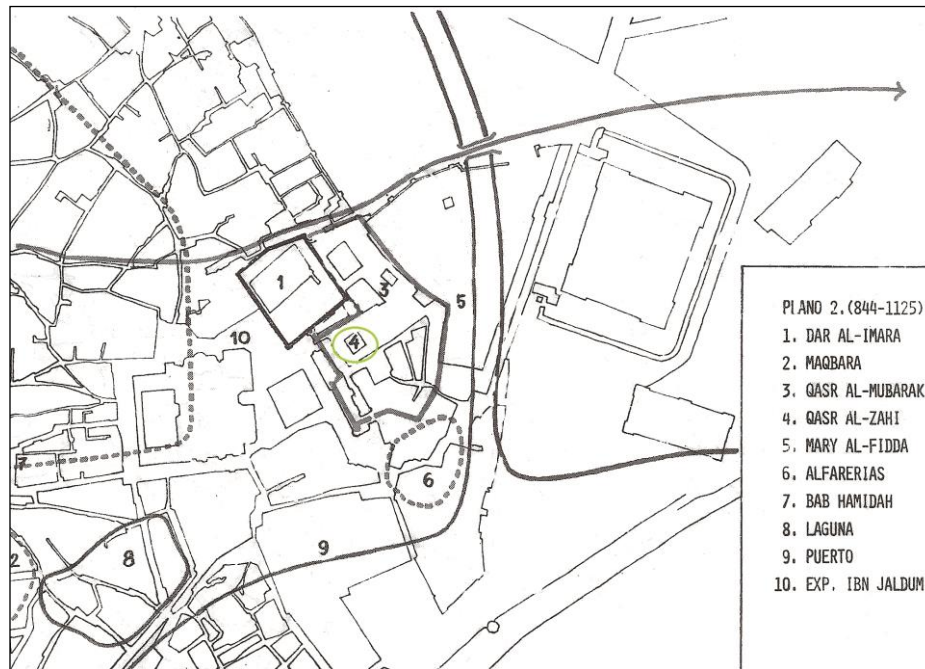 1
3
5
4
10
7
6
9
8
2
PLANO 2.(844-1125)
1. DAR AL-IMARA
2. MAQBARA
3. QASR AL-MUBARAK
4. QASR AL-ZAHI
5. MARY AL-FIDDA
6. ALFARERIAS
7. BAB HAMIDAH
8. LAGUNA
9. PUERTO
10. EXP. IBN JALDUM